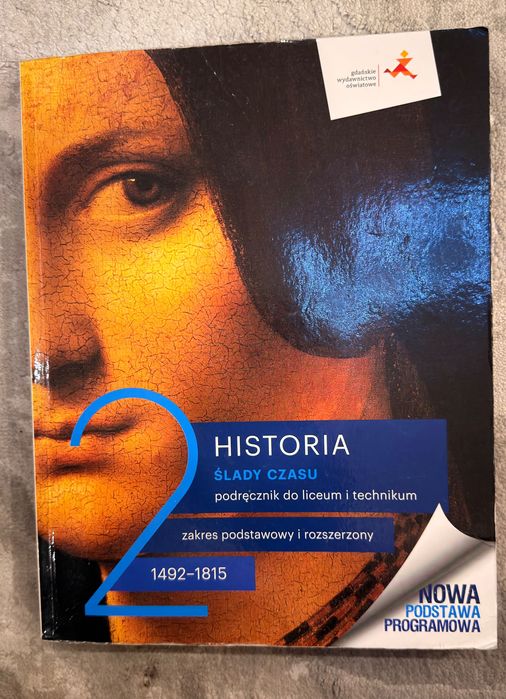 gdańskie
wydawnictwo
oświatowe
2
HISTORIA
ŚLADY CZASU
podręcznik do liceum i technikum
zakres podstawowy i rozszerzony
1492–1815
NOWA
PODSTAWA
PROGRAMOWA